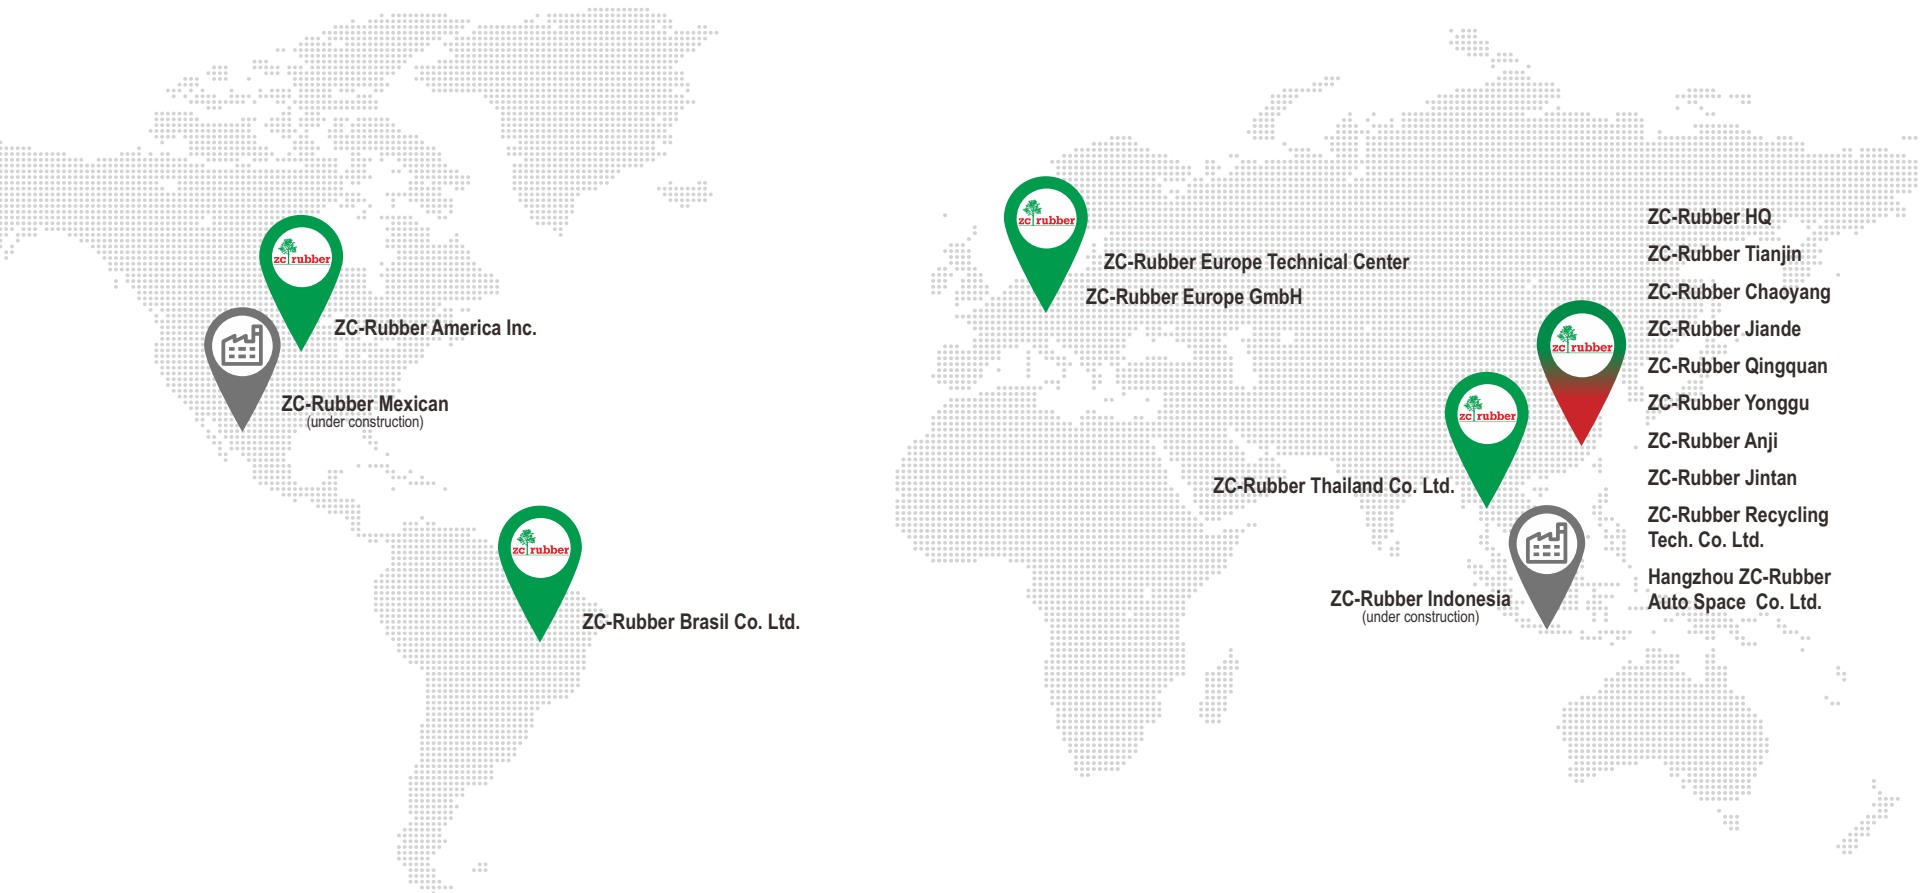 zc rubber
ZC-Rubber America Inc.
ZC-Rubber Mexican
(under construction)
zc rubber
ZC-Rubber Brasil Co. Ltd.
zc rubber
ZC-Rubber Europe Technical Center
ZC-Rubber Europe GmbH
zc rubber
ZC-Rubber Thailand Co. Ltd.
ZC-Rubber Indonesia
(under construction)
zc rubber
ZC-Rubber HQ
ZC-Rubber Tianjin
ZC-Rubber Chaoyang
ZC-Rubber Jiande
ZC-Rubber Qingquan
ZC-Rubber Yonggu
ZC-Rubber Anji
ZC-Rubber Jintan
ZC-Rubber Recycling
Tech. Co. Ltd.
Hangzhou ZC-Rubber
Auto Space Co. Ltd.